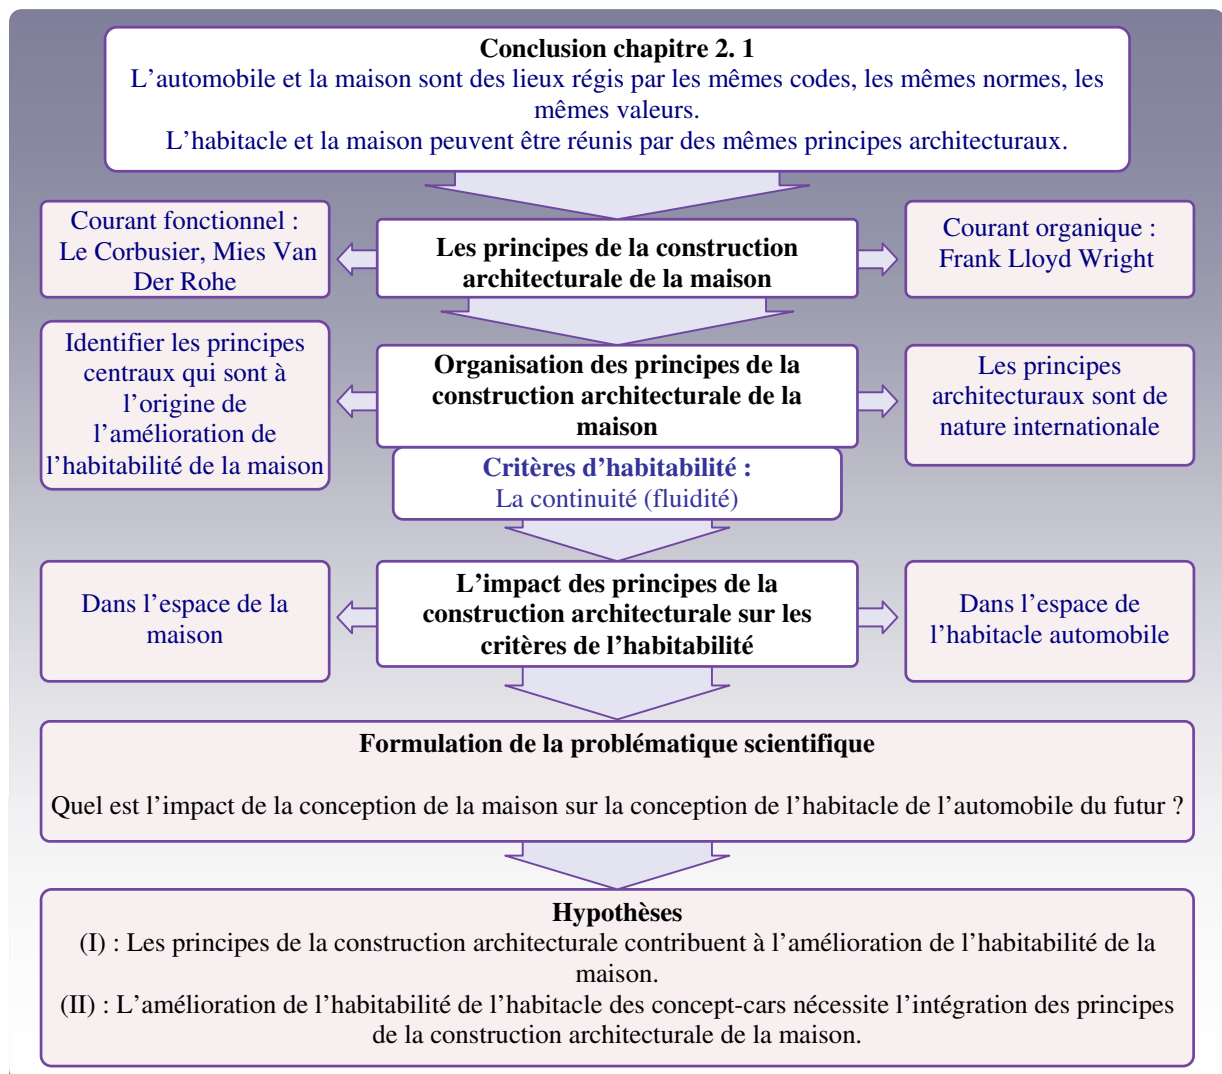 Conclusion chapitre 2. 1
L’automobile et la maison sont des lieux régis par les mêmes codes, les mêmes normes, les
mêmes valeurs.
L’habitacle et la maison peuvent être réunis par des mêmes principes architecturaux.
Courant fonctionnel :
Le Corbusier, Mies Van
Der Rohe
Les principes de la construction
architecturale de la maison
Courant organique :
Frank Lloyd Wright
Identifier les principes
centraux qui sont à
l’origine de
l’amélioration de
l’habitabilité de la maison
Organisation des principes de la
construction architecturale de la
maison
Les principes
architecturaux sont de
nature internationale
Critères d’habitabilité :
La continuité (fluidité)
Dans l’espace de la
maison
L’impact des principes de la
construction architecturale sur les
critères de l’habitabilité
Dans l’espace de
l’habitacle automobile
Formulation de la problématique scientifique
Quel est l’impact de la conception de la maison sur la conception de l’habitacle de l’automobile du futur ?
Hypothèses
(I) : Les principes de la construction architecturale contribuent à l’amélioration de l’habitabilité de la
maison.
(II) : L’amélioration de l’habitabilité de l’habitacle des concept-cars nécessite l’intégration des principes
de la construction architecturale de la maison.